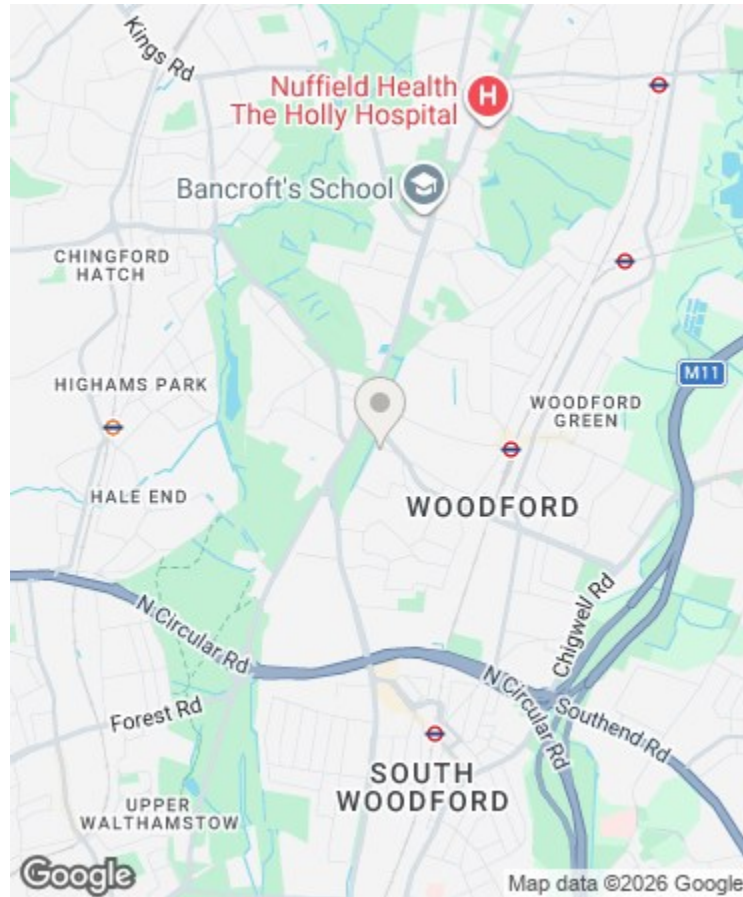 Kings Rd
Nuffield Health
The Holly Hospital
H
Bancroft's School
CHINGFORD
HATCH
M11
HIGHAMS PARK
WOODFORD
GREEN
HALE END
WOODFORD
Chigwell Rd
N Circular Rd
N Circular Rd
Southend Rd
Forest Rd
SOUTH
WOODFORD
UPPER
WALTHAMSTOW
Google
Map data ©2026 Google